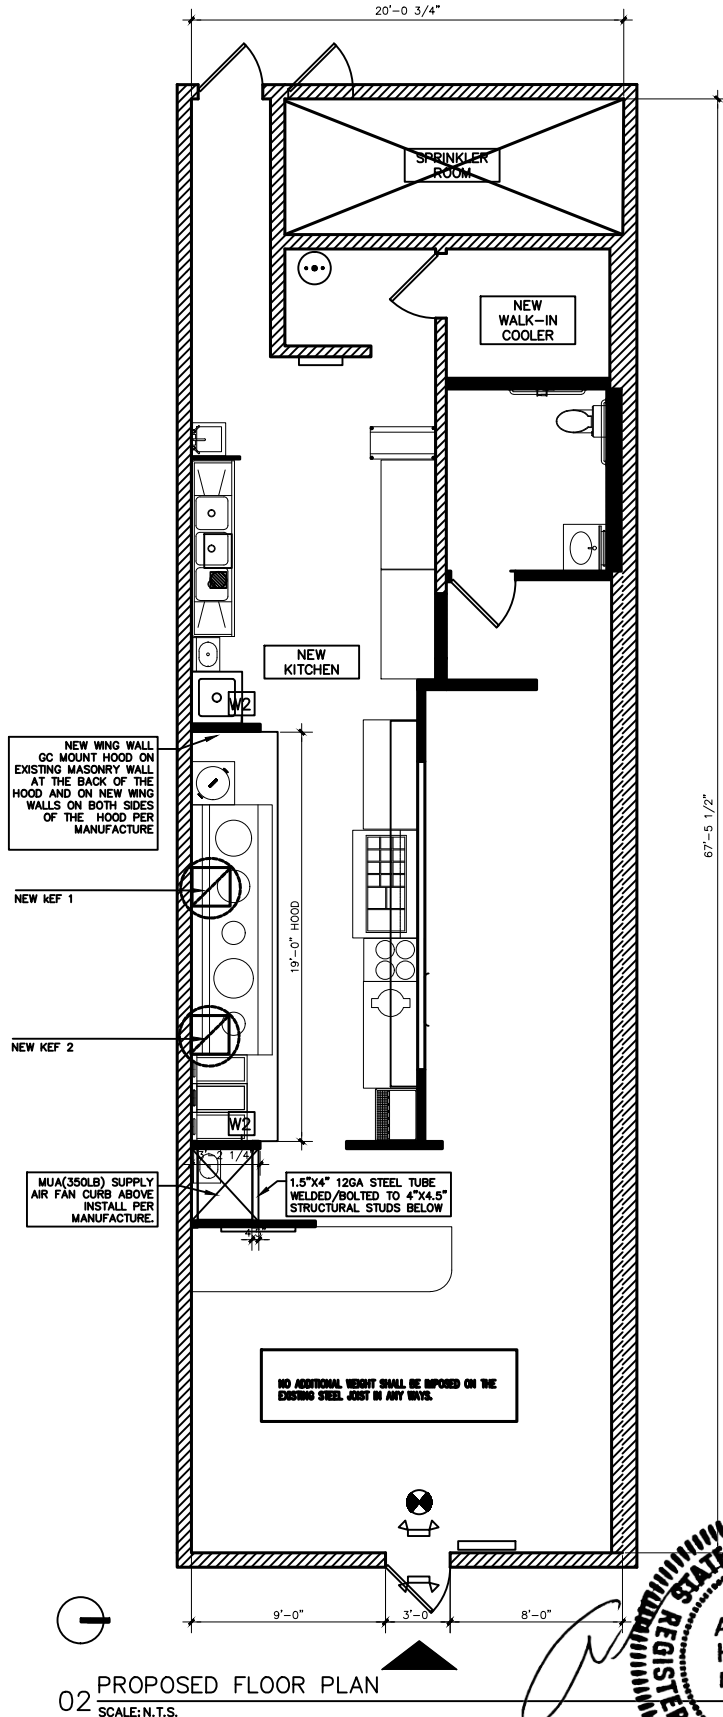 20'-0 3/4"
SPRINKLER
ROOM
NEW
WALK-IN
COOLER
NEW
KITCHEN
W2
NEW WING WALL
GC MOUNT HOOD ON
EXISTING MASONRY WALL
AT THE BACK OF THE
HOOD AND ON NEW WING
WALLS ON BOTH SIDES
OF THE HOOD PER
MANUFACTURE
67'-5 1/2"
NEW KEF 1
19'-0" HOOD
NEW KEF 2
W2
2 1/4"
MUA(350LB) SUPPLY
AIR FAN CURB ABOVE
INSTALL PER
MANUFACTURE.
1.5"X4" 12GA STEEL TUBE
WELDED/BOLTED TO 4"X4.5"
STRUCTURAL STUDS BELOW
NO ADDITIONAL WEIGHT SHALL BE IMPOSED ON THE
EXISTING STEEL JOIST IN ANY WAYS.
9'-0"
3'-0"
8'-0"
STATE
REGISTER
02 PROPOSED FLOOR PLAN
SCALE: N.T.S.